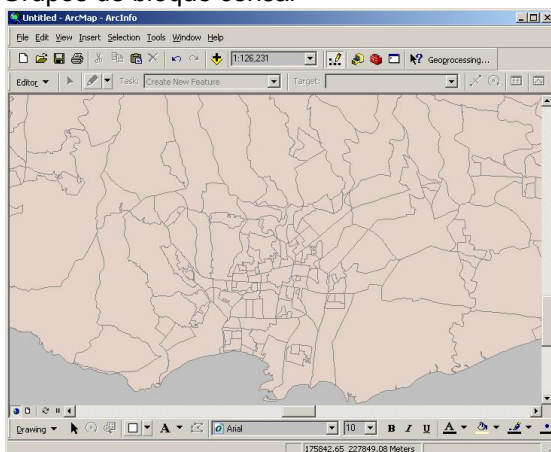 Grupos de bloque censal
Untitled - ArcMap - ArcInfo
File Edit View Insert Selection Tools Window Help
1:126,231 Geoprocessing...
Editor Task: Create New Feature Target:
Drawing A Arial 10 B I U A
175842.65 227849.08 Meters